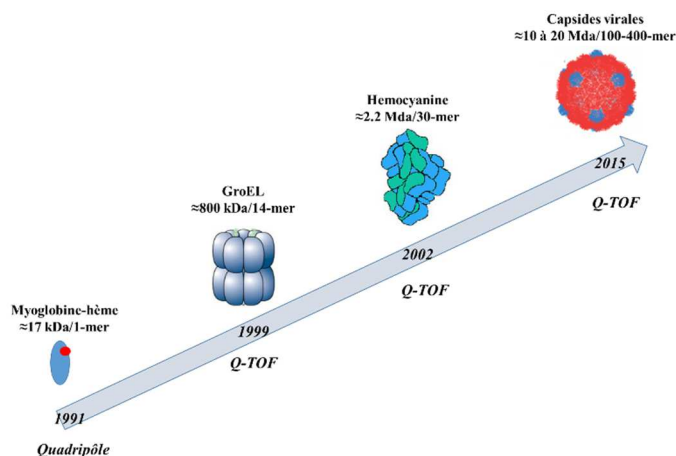 Capsides virales
≈10 à 20 Mda/100-400-mer
Hemocyanine
≈2.2 Mda/30-mer
2015
Q-TOF
GroEL
≈800 kDa/14-mer
2002
Q-TOF
Myoglobine-hème
≈17 kDa/1-mer
1999
Q-TOF
1991
Quadripôle